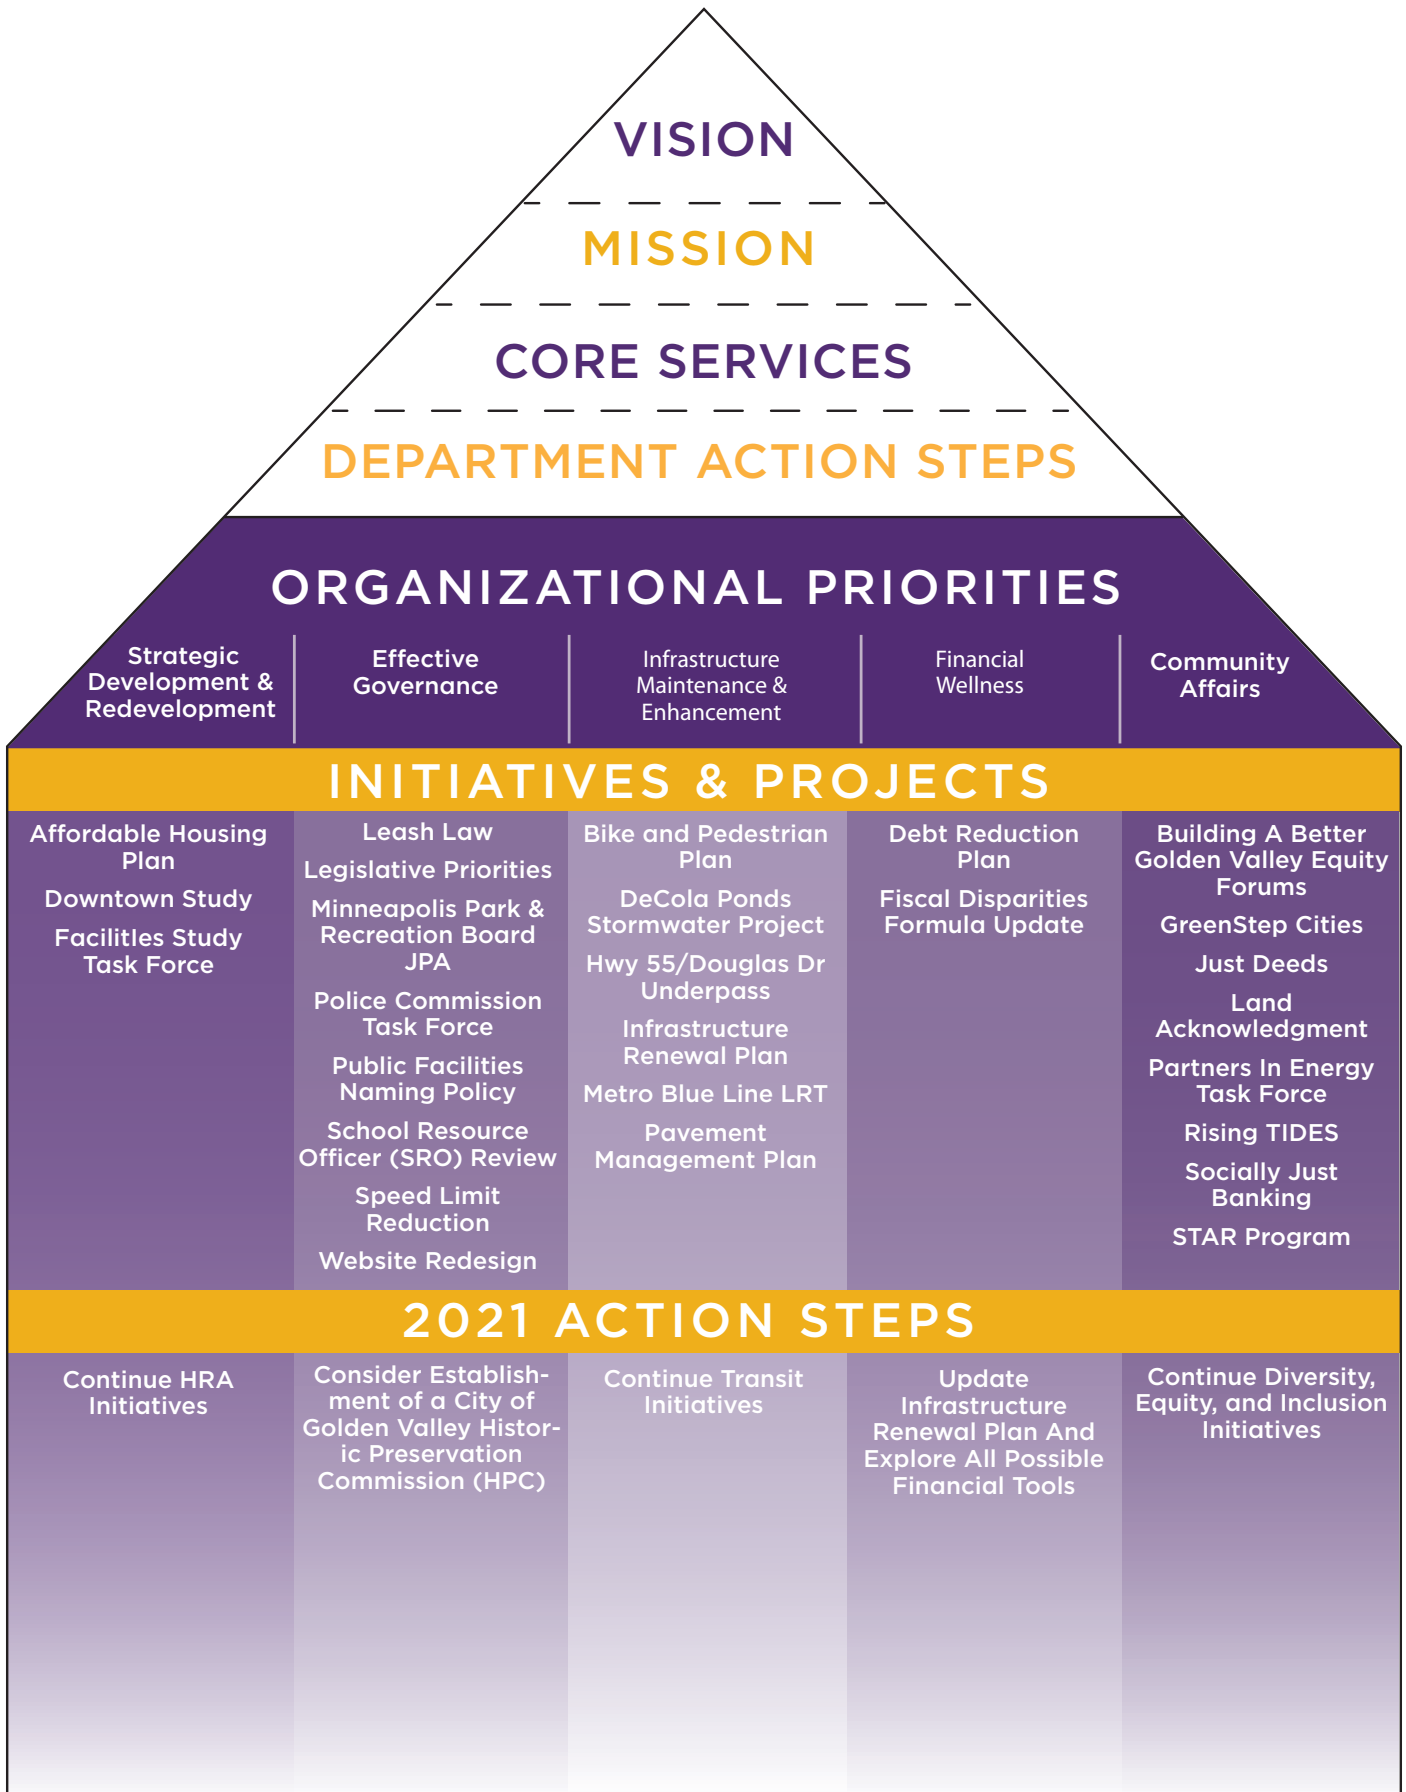 VISION
MISSION
CORE SERVICES
DEPARTMENT ACTION STEPS
ORGANIZATIONAL PRIORITIES
Strategic
Development &
Redevelopment
Effective
Governance
Infrastructure
Maintenance &
Enhancement
Financial
Wellness
Community
Affairs
INITIATIVES & PROJECTS
Affordable Housing
Plan
Downtown Study
FacilitIes Study
Task Force
Leash Law
Legislative Priorities
Minneapolis Park &
Recreation Board
JPA
Police Commission
Task Force
Public Facilities
Naming Policy
School Resource
Officer (SRO) Review
Speed Limit
Reduction
Website Redesign
Bike and Pedestrian
Plan
DeCola Ponds
Stormwater Project
Hwy 55/Douglas Dr
Underpass
Infrastructure
Renewal Plan
Metro Blue Line LRT
Pavement
Management Plan
Debt Reduction
Plan
Fiscal Disparities
Formula Update
Building A Better
Golden Valley Equity
Forums
GreenStep Cities
Just Deeds
Land
Acknowledgment
Partners In Energy
Task Force
Rising TIDES
Socially Just
Banking
STAR Program
2021 ACTION STEPS
Continue HRA
Initiatives
Consider Establish-
ment of a City of
Golden Valley Histor-
ic Preservation
Commission (HPC)
Continue Transit
Initiatives
Update
Infrastructure
Renewal Plan And
Explore All Possible
Financial Tools
Continue Diversity,
Equity, and Inclusion
Initiatives